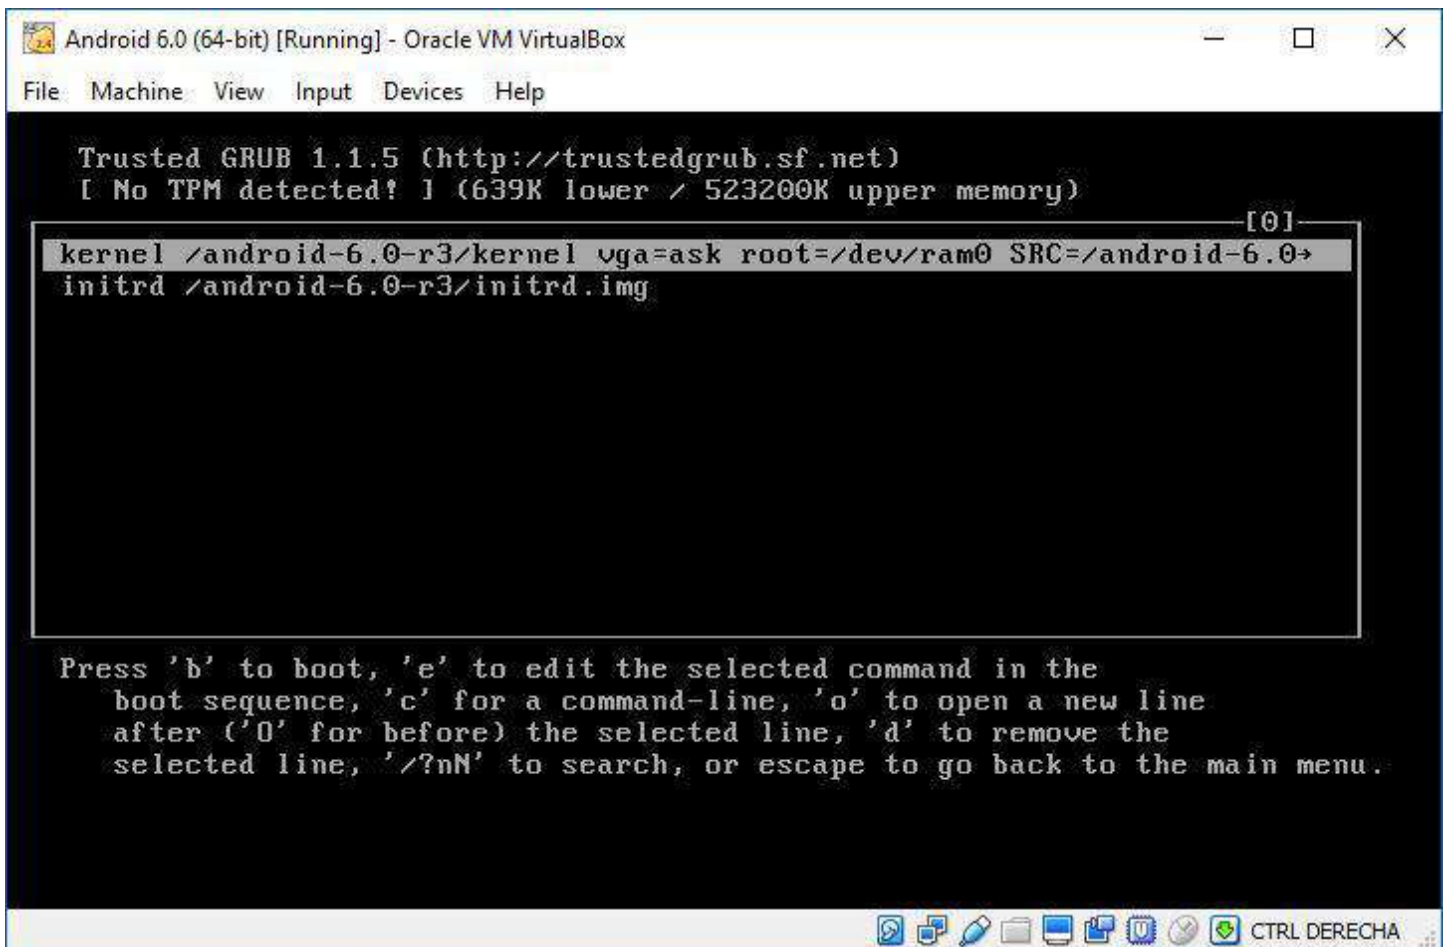 Android 6.0 (64-bit) [Running] - Oracle VM VirtualBox
File Machine View Input Devices Help
Trusted GRUB 1.1.5 (http://trustedgrub.sf.net)
[ No TPM detected! ] (639K lower / 523200K upper memory)
[0]
kernel /android-6.0-r3/kernel vga=ask root=/dev/ram0 SRC=/android-6.0→
initrd /android-6.0-r3/initrd.img
Press 'b' to boot, 'e' to edit the selected command in the
boot sequence, 'c' for a command-line, 'o' to open a new line
after ('O' for before) the selected line, 'd' to remove the
selected line, '/?nN' to search, or escape to go back to the main menu.
CTRL DERECHA